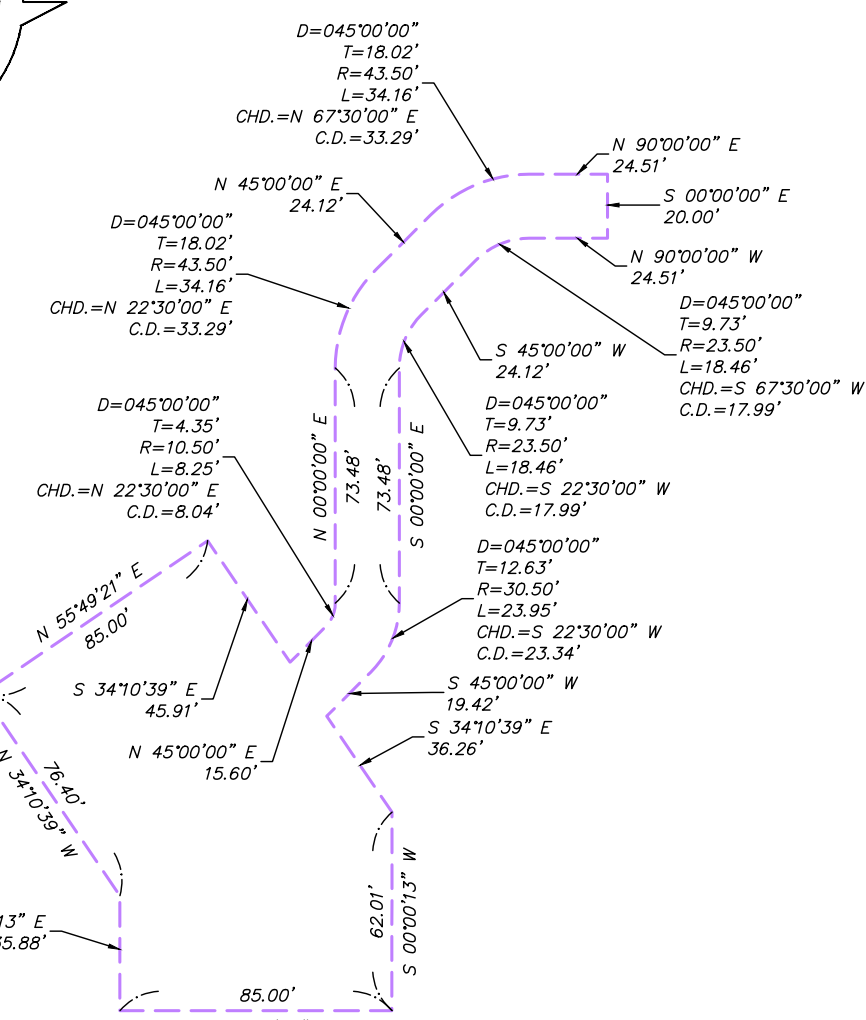 D=045°00'00"
T=18.02'
R=43.50'
L=34.16'
CHD.=N 67°30'00" E
C.D.=33.29'
N 90°00'00" E
24.51'
N 45°00'00" E
24.12'
S 00°00'00" E
20.00'
D=045°00'00"
T=18.02'
R=43.50'
L=34.16'
CHD.=N 22°30'00" E
C.D.=33.29'
N 90°00'00" W
24.51'
D=045°00'00"
T=9.73'
R=23.50'
L=18.46'
CHD.=S 67°30'00" W
C.D.=17.99'
S 45°00'00" W
24.12'
D=045°00'00"
T=4.35'
R=10.50'
L=8.25'
CHD.=N 22°30'00" E
C.D.=8.04'
N 00°00'00" E
73.48'
73.48'
S 00°00'00" E
D=045°00'00"
T=9.73'
R=23.50'
L=18.46'
CHD.=S 22°30'00" W
C.D.=17.99'
D=045°00'00"
T=12.63'
R=30.50'
L=23.95'
CHD.=S 22°30'00" W
C.D.=23.34'
N 55°49'21" E
85.00'
S 34°10'39" E
45.91'
S 45°00'00" W
19.42'
N 45°00'00" E
15.60'
S 34°10'39" E
36.26'
76.40'
N 34°10'39" W
62.01'
S 00°00'13" W
13" E
35.88'
85.00'